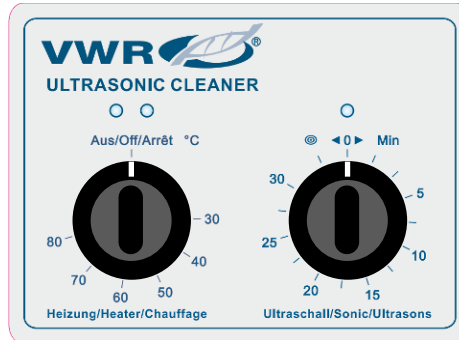 VWR®
ULTRASONIC CLEANER
Aus/Off/Arrêt °C
◄0► Min
30
40
50
60
70
80
5
10
15
20
25
30
Heizung/Heater/Chauffage
Ultraschall/Sonic/Ultrasons